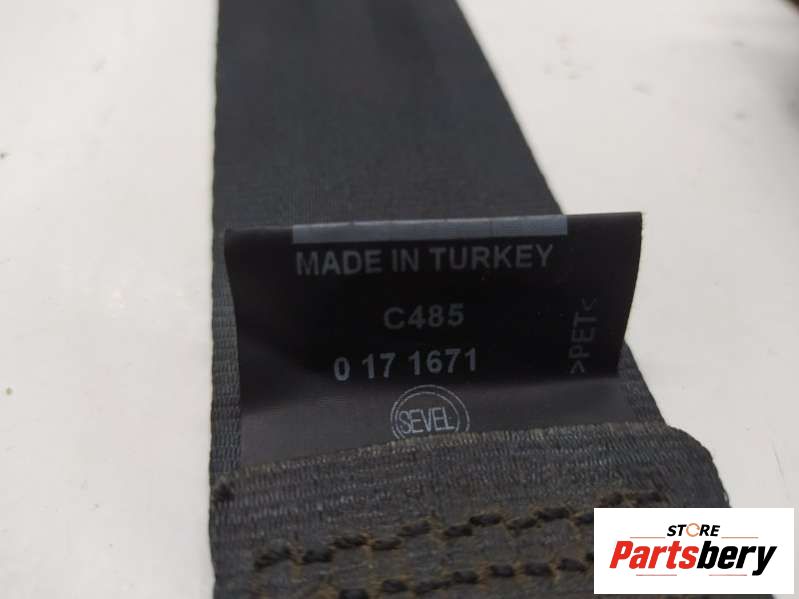 MADE IN TURKEY
C485
0 17 1671
>PET<
SEVEL
STORE
Partsbery